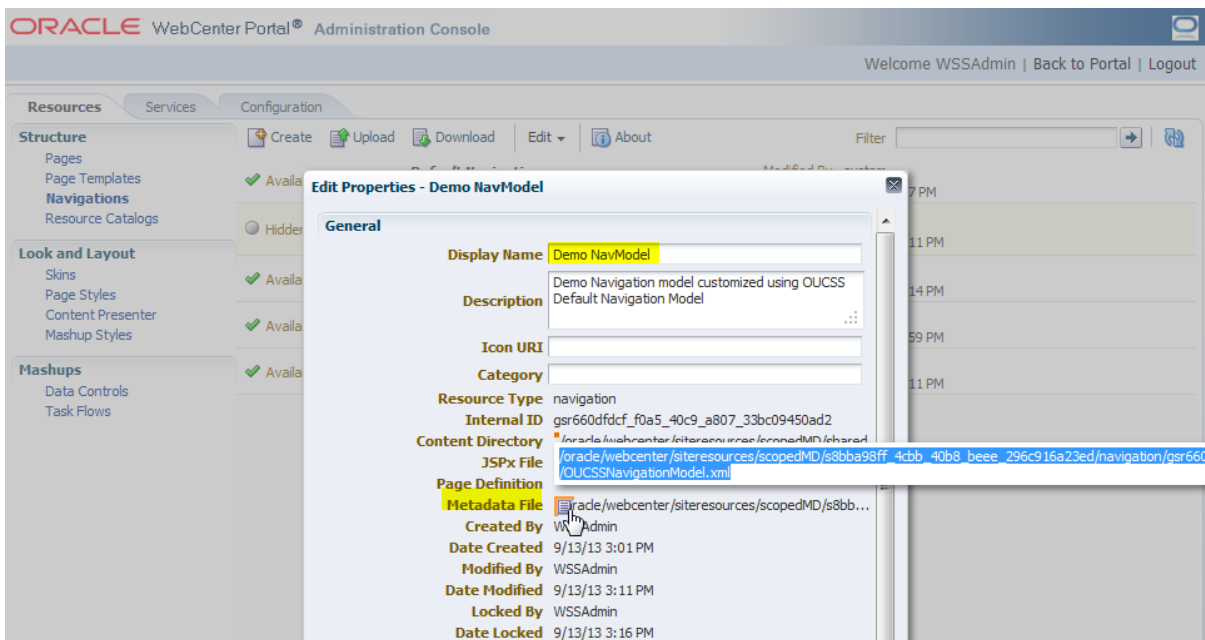 ORACLE WebCenter Portal® Administration Console
Welcome WSSAdmin | Back to Portal | Logout
Resources Services Configuration
Structure
Pages
Page Templates
Navigations
Resource Catalogs
Look and Layout
Skins
Page Styles
Content Presenter
Mashup Styles
Mashups
Data Controls
Task Flows
Create Upload Download Edit About Filter
Availa
7 PM
Hidden
11 PM
Availa
14 PM
Availa
59 PM
Availa
11 PM
Edit Properties - Demo NavModel
General
Display Name Demo NavModel
Description Demo Navigation model customized using OUCSS
Default Navigation Model
Icon URI
Category
Resource Type navigation
Internal ID gsr660dfdcf_f0a5_40c9_a807_33bc09450ad2
Content Directory /oracle/webcenter/siteresources/scopedMD/shared
JSPx File
/oracle/webcenter/siteresources/scopedMD/s8bba98ff_4cbb_40b8_beee_296c916a23ed/navigation/gsr660
/OUCSSNavigationModel.xml
Page Definition
Metadata File racle/webcenter/siteresources/scopedMD/s8bb...
Created By WSSAdmin
Date Created 9/13/13 3:01 PM
Modified By WSSAdmin
Date Modified 9/13/13 3:11 PM
Locked By WSSAdmin
Date Locked 9/13/13 3:16 PM